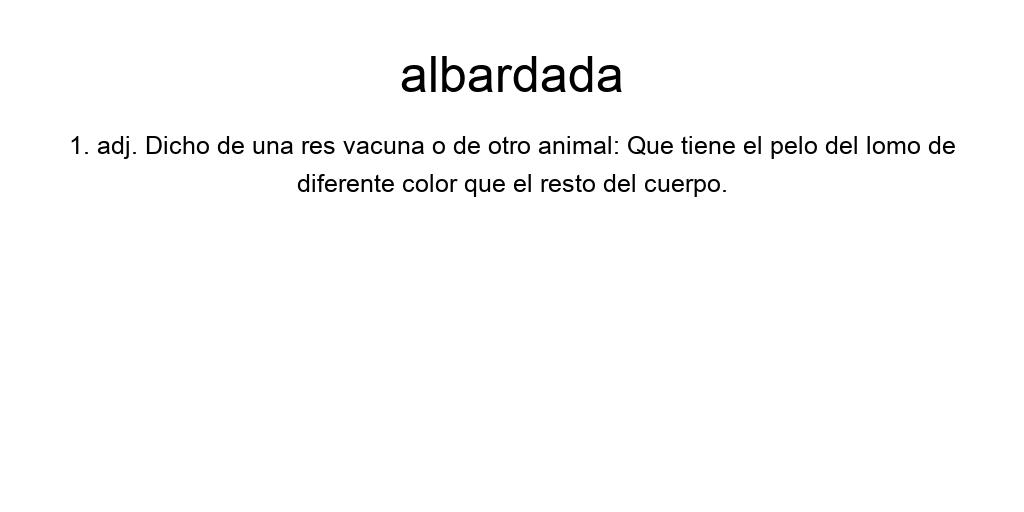 albardada
1. adj. Dicho de una res vacuna o de otro animal: Que tiene el pelo del lomo de
diferente color que el resto del cuerpo.